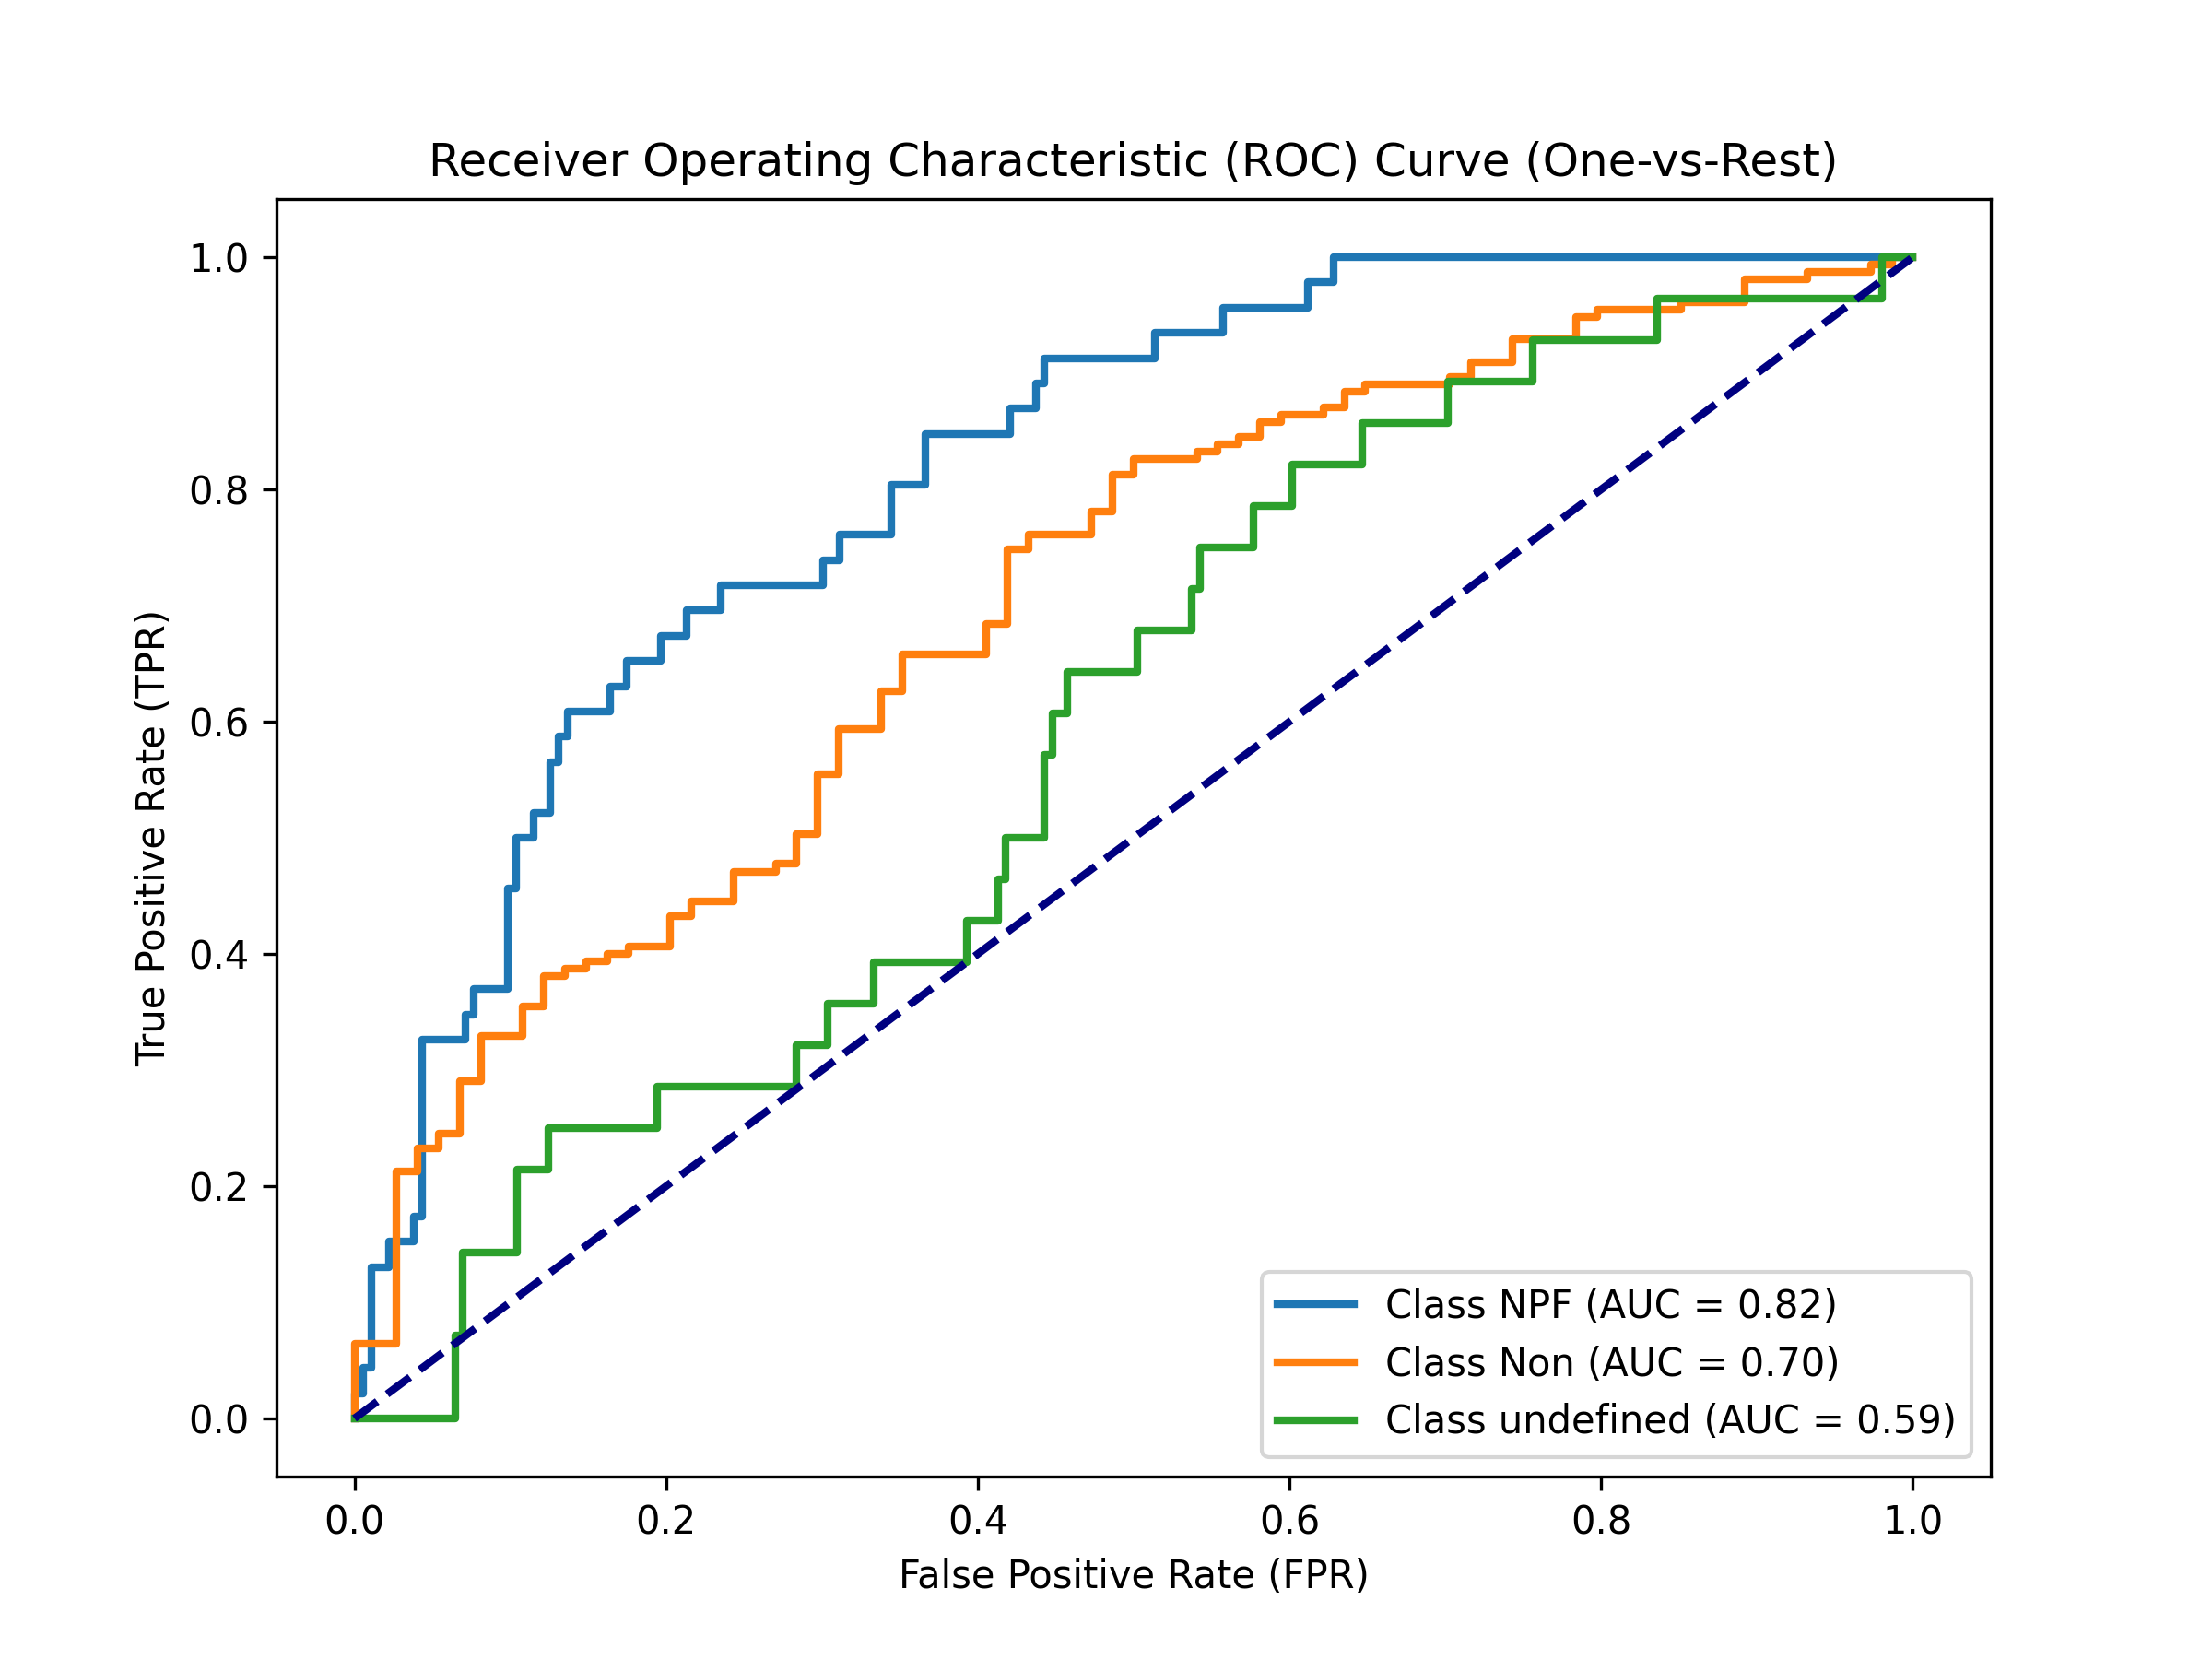 Receiver Operating Characteristic (ROC) Curve (One-vs-Rest)
True Positive Rate (TPR)
1.0
0.8
0.6
0.4
0.2
0.0
Class NPF (AUC = 0.82)
Class Non (AUC = 0.70)
Class undefined (AUC = 0.59)
0.0 0.2 0.4 0.6 0.8 1.0
False Positive Rate (FPR)